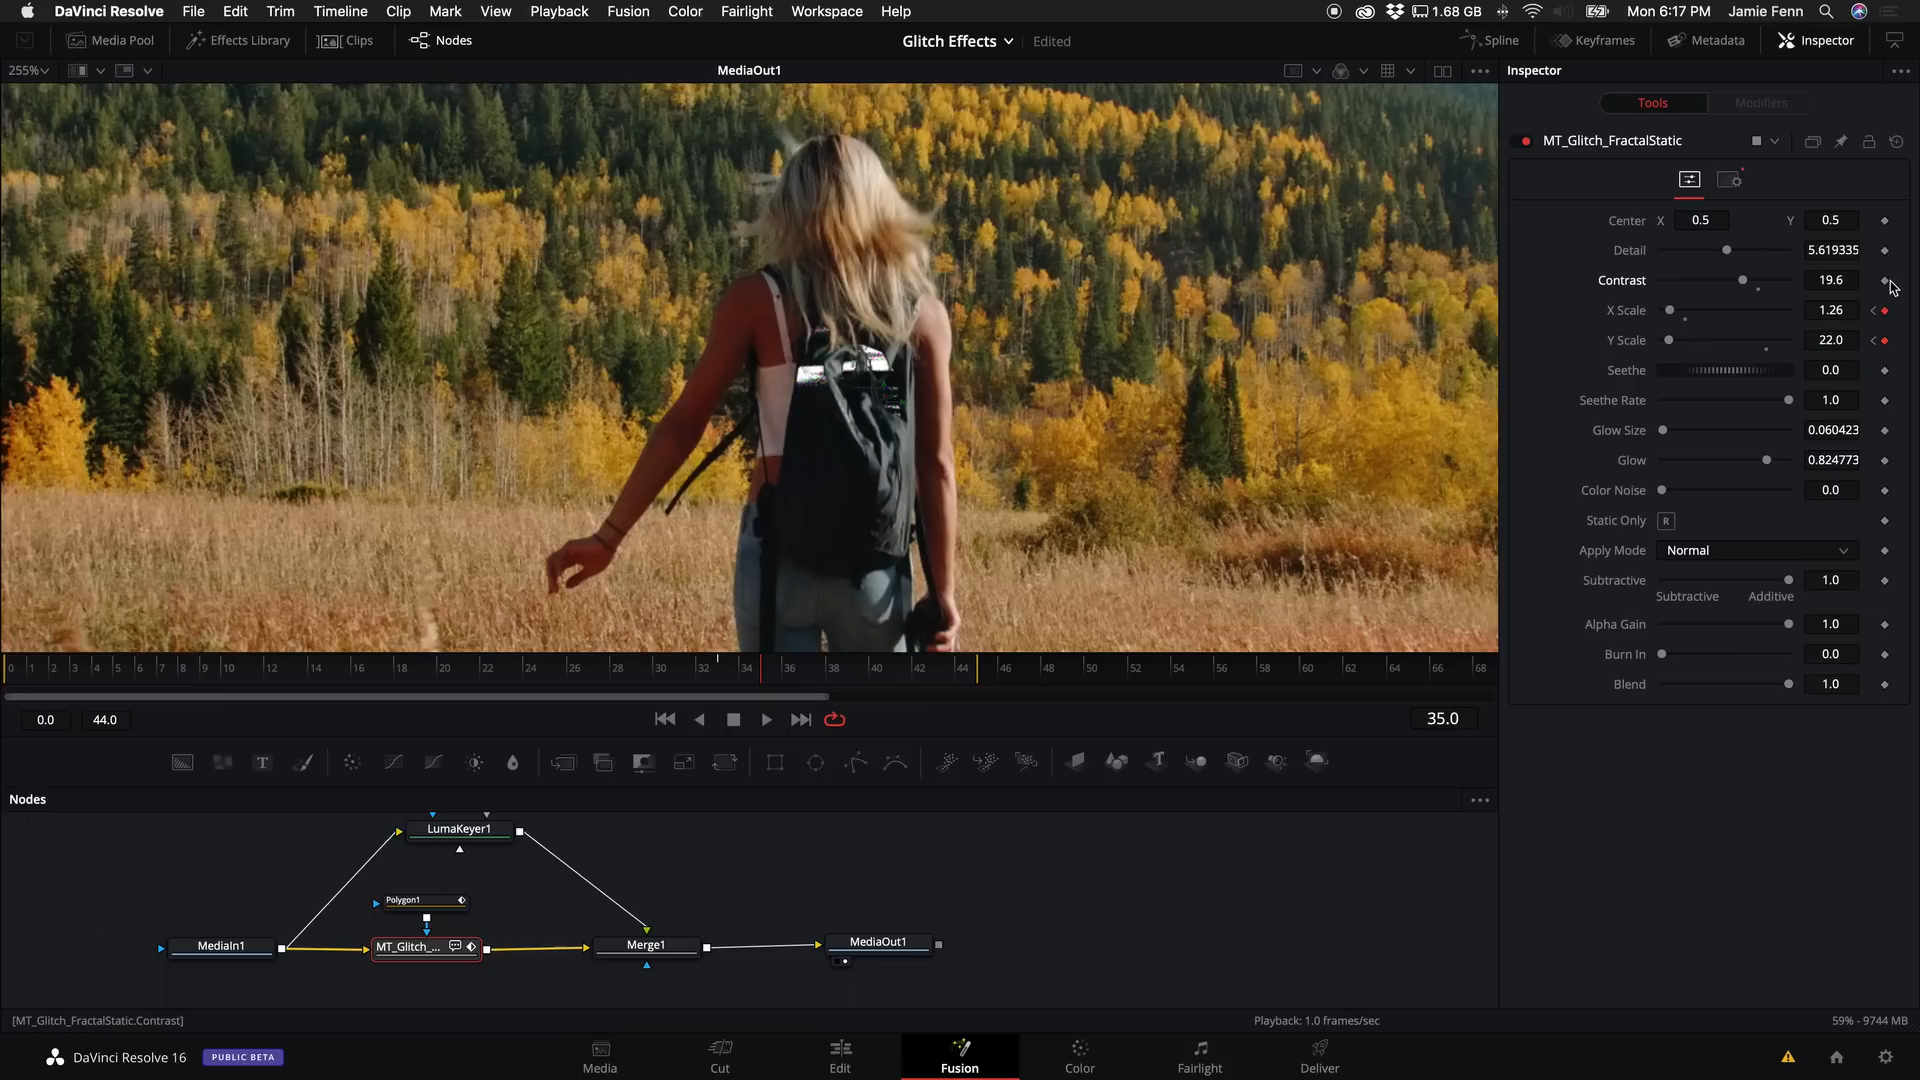 DaVinci Resolve File Edit Trim Timeline Clip Mark View Playback Fusion Color Fairlight Workspace Help 1.68 GB Mon 6:17 PM Jamie Fenn
Media Pool Effects Library Clips Nodes Glitch Effects Edited Spline Keyframes Metadata Inspector
255% MediaOut1 Inspector
Tools Modifiers
MT_Glitch_FractalStatic
Center X 0.5 Y 0.5
Detail 5.619335
Contrast 19.6
X Scale 1.26
Y Scale 22.0
Seethe 0.0
Seethe Rate 1.0
Glow Size 0.060423
Glow 0.824773
Color Noise 0.0
Static Only R
Apply Mode Normal
Subtractive 1.0
Subtractive Additive
Alpha Gain 1.0
Burn In 0.0
Blend 1.0
0 1 2 3 4 5 6 7 8 9 10 12 14 16 18 20 22 24 26 28 30 32 34 36 38 40 42 44 46 48 50 52 54 56 58 60 62 64 66 68
0.0 44.0 35.0
T T
Nodes
LumaKeyer1
Polygon1
MediaIn1 MT_Glitch_... Merge1 MediaOut1
[MT_Glitch_FractalStatic.Contrast] Playback: 1.0 frames/sec 59% - 9744 MB
DaVinci Resolve 16 PUBLIC BETA Media Cut Edit Fusion Color Fairlight Deliver